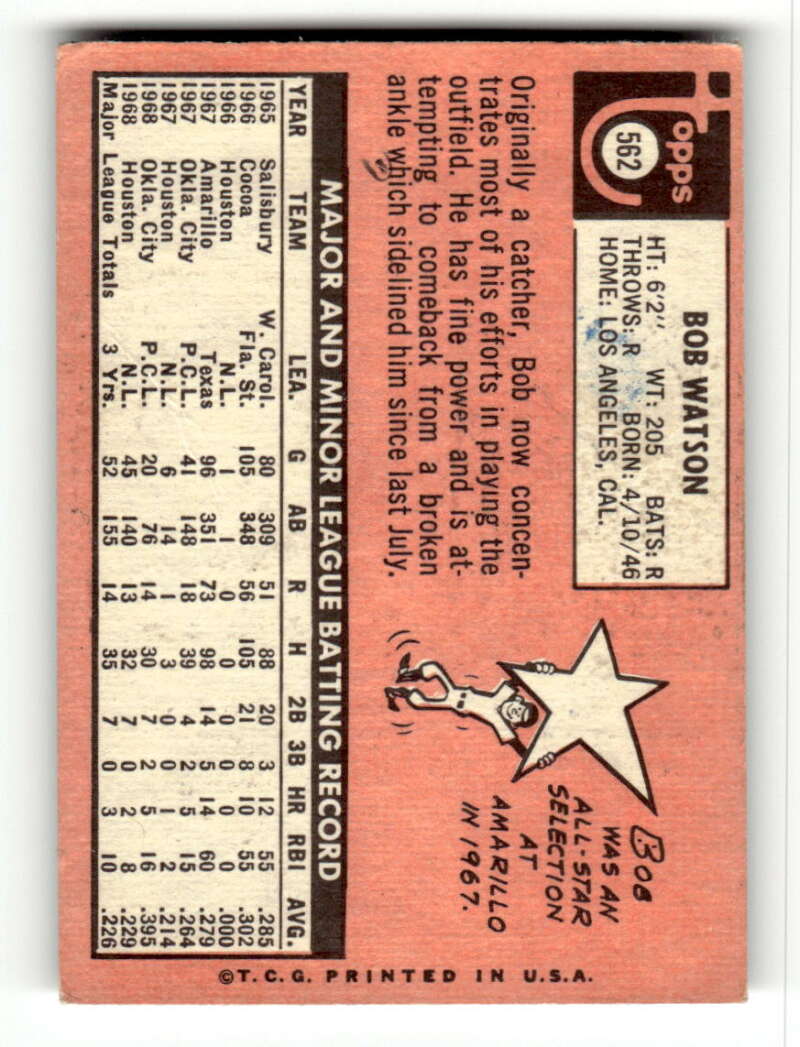 Topps
562
BOB WATSON
HT: 6'2" WT: 205 BATS: R
THROWS: R BORN: 4/10/46
HOME: LOS ANGELES, CAL.
Originally a catcher, Bob now concen-
trates most of his efforts in playing the
outfield. He has fine power and is at-
tempting to comeback from a broken
ankle which sidelined him since last July.
BOB
WAS AN
ALL-STAR
SELECTION
AT
AMARILLO
IN 1967.
MAJOR AND MINOR LEAGUE BATTING RECORD
YEAR TEAM LEA. G AB R H 2B 3B HR RBI AVG.
1965 Salisbury W. Carol. 80 309 51 88 20 3 12 55 .285
1966 Cocoa Fla. St. 105 348 56 105 21 8 10 55 .302
1966 Houston N.L. 1 1 0 0 0 0 0 0 .000
1967 Amarillo Texas 96 351 73 98 14 5 14 60 .279
1967 Okla. City P.C.L. 41 148 18 39 4 2 5 15 .264
1967 Houston N.L. 6 14 1 3 0 0 1 2 .214
1968 Okla. City P.C.L. 20 76 14 30 7 2 5 16 .395
1968 Houston N.L. 45 140 13 32 7 0 2 8 .229
Major League Totals 3 Yrs. 52 155 14 35 7 0 3 10 .226
©T.C.G. PRINTED IN U.S.A.